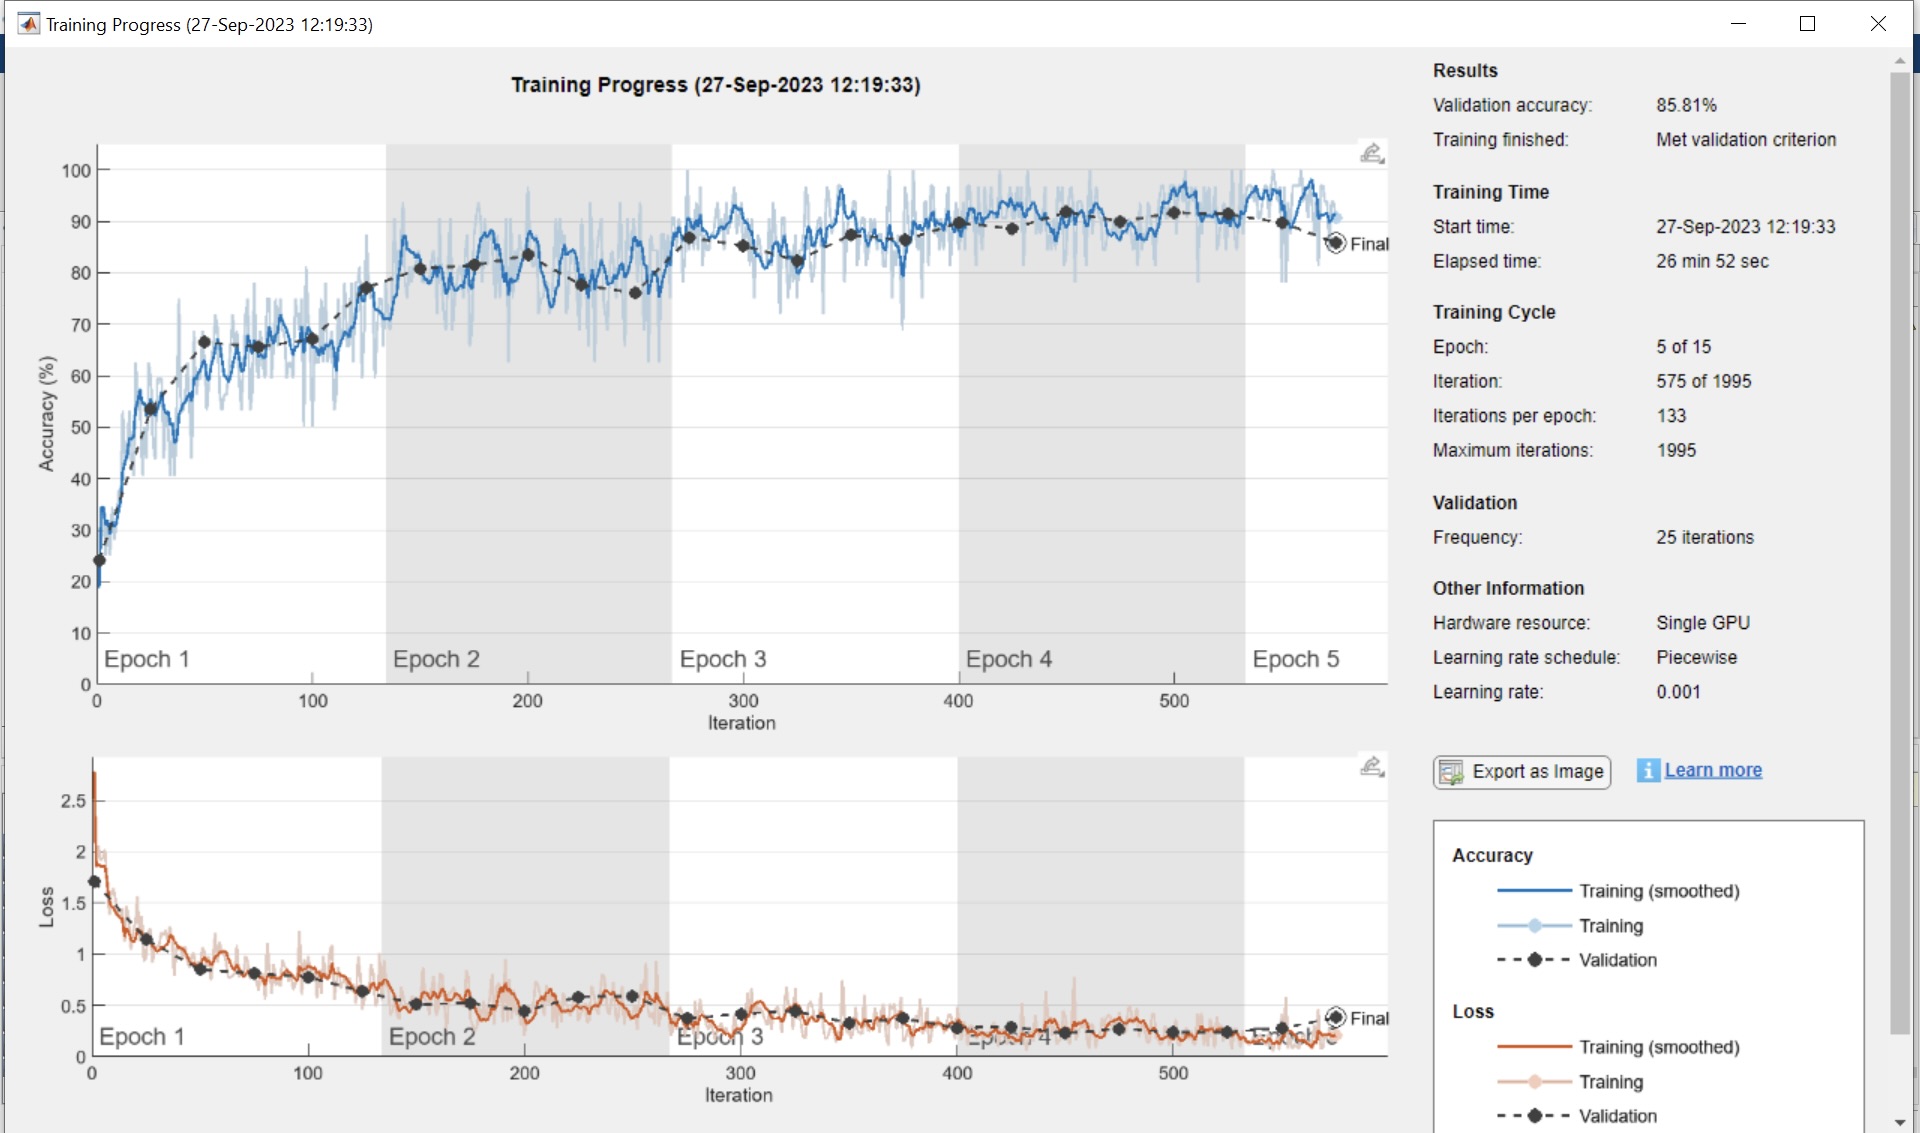 Training Progress (27-Sep-2023 12:19:33)
Training Progress (27-Sep-2023 12:19:33)
Accuracy (%)
100
90
80
70
60
50
40
30
20
10
0
Final
Epoch 1
Epoch 2
Epoch 3
Epoch 4
Epoch 5
0
100
200
300
400
500
Iteration
Loss
2.5
2
1.5
1
0.5
0
Final
Epoch 1
Epoch 2
Epoch 3
Epoch 4
Epoch 5
0
100
200
300
400
500
Iteration
Results
Validation accuracy: 85.81%
Training finished: Met validation criterion
Training Time
Start time: 27-Sep-2023 12:19:33
Elapsed time: 26 min 52 sec
Training Cycle
Epoch: 5 of 15
Iteration: 575 of 1995
Iterations per epoch: 133
Maximum iterations: 1995
Validation
Frequency: 25 iterations
Other Information
Hardware resource: Single GPU
Learning rate schedule: Piecewise
Learning rate: 0.001
Export as Image
i Learn more
Accuracy
Training (smoothed)
Training
Validation
Loss
Training (smoothed)
Training
Validation